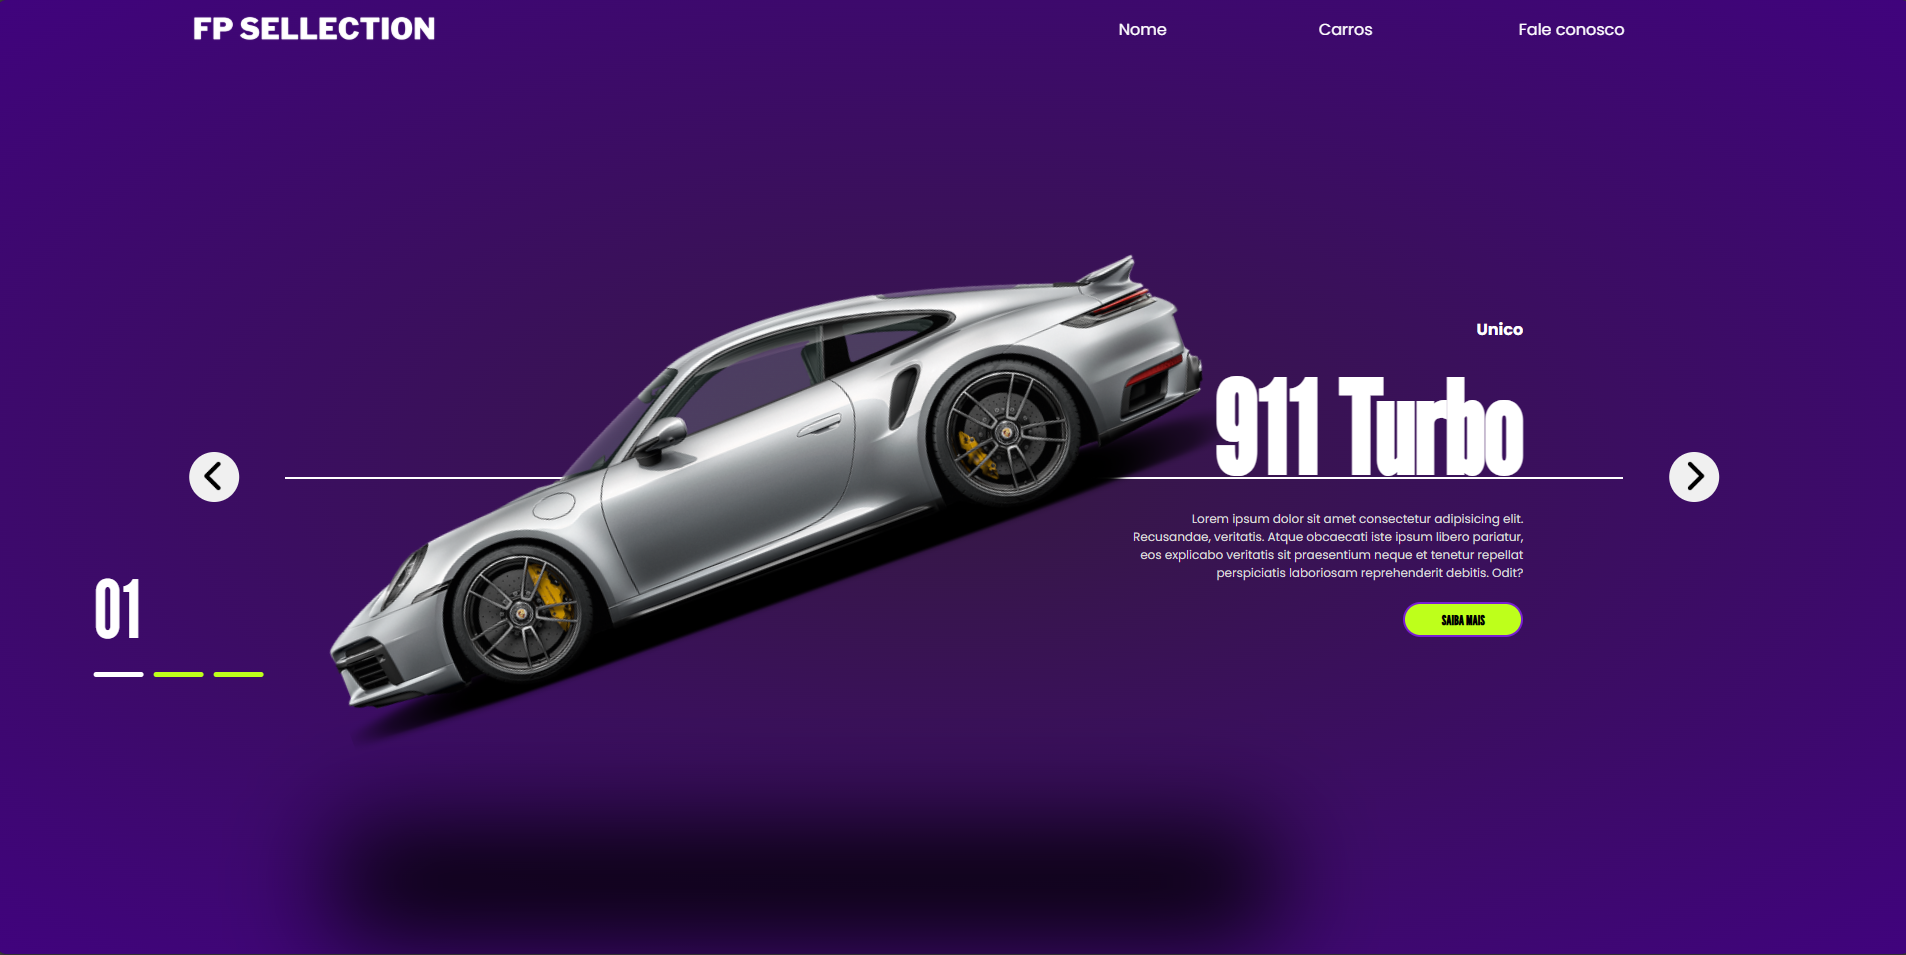 FP SELLECTION
Nome
Carros
Fale conosco
Unico
911 Turbo
Lorem ipsum dolor sit amet consectetur adipisicing elit.
Recusandae, veritatis. Atque obcaecati iste ipsum libero pariatur,
eos explicabo veritatis sit praesentium neque et tenetur repellat
perspiciatis laboriosam reprehenderit debitis. Odit?
SAIBA MAIS
01